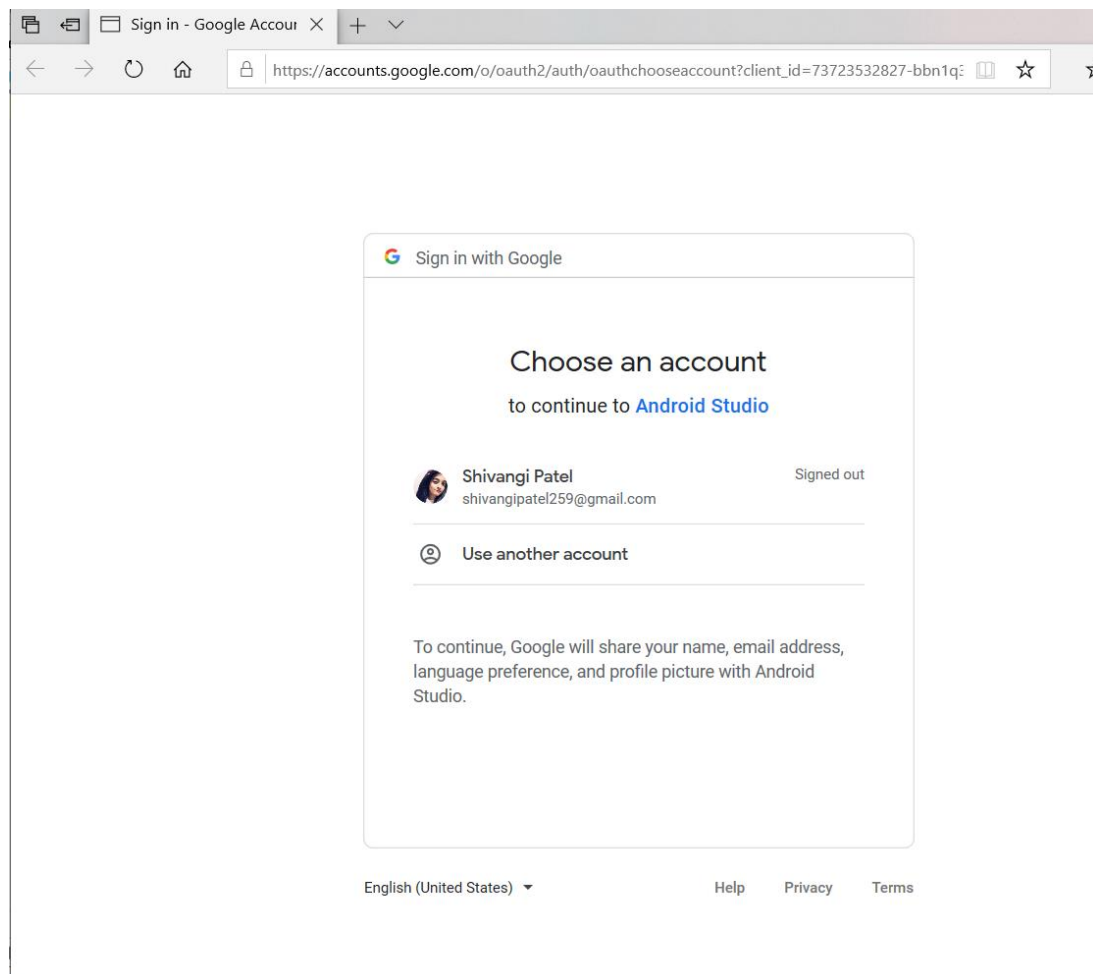 Sign in - Google Accour
https://accounts.google.com/o/oauth2/auth/oauthchooseaccount?client_id=73723532827-bbn1q3
Sign in with Google
Choose an account
to continue to Android Studio
Shivangi Patel
Signed out
shivangipatel259@gmail.com
Use another account
To continue, Google will share your name, email address,
language preference, and profile picture with Android
Studio.
English (United States)
Help Privacy Terms